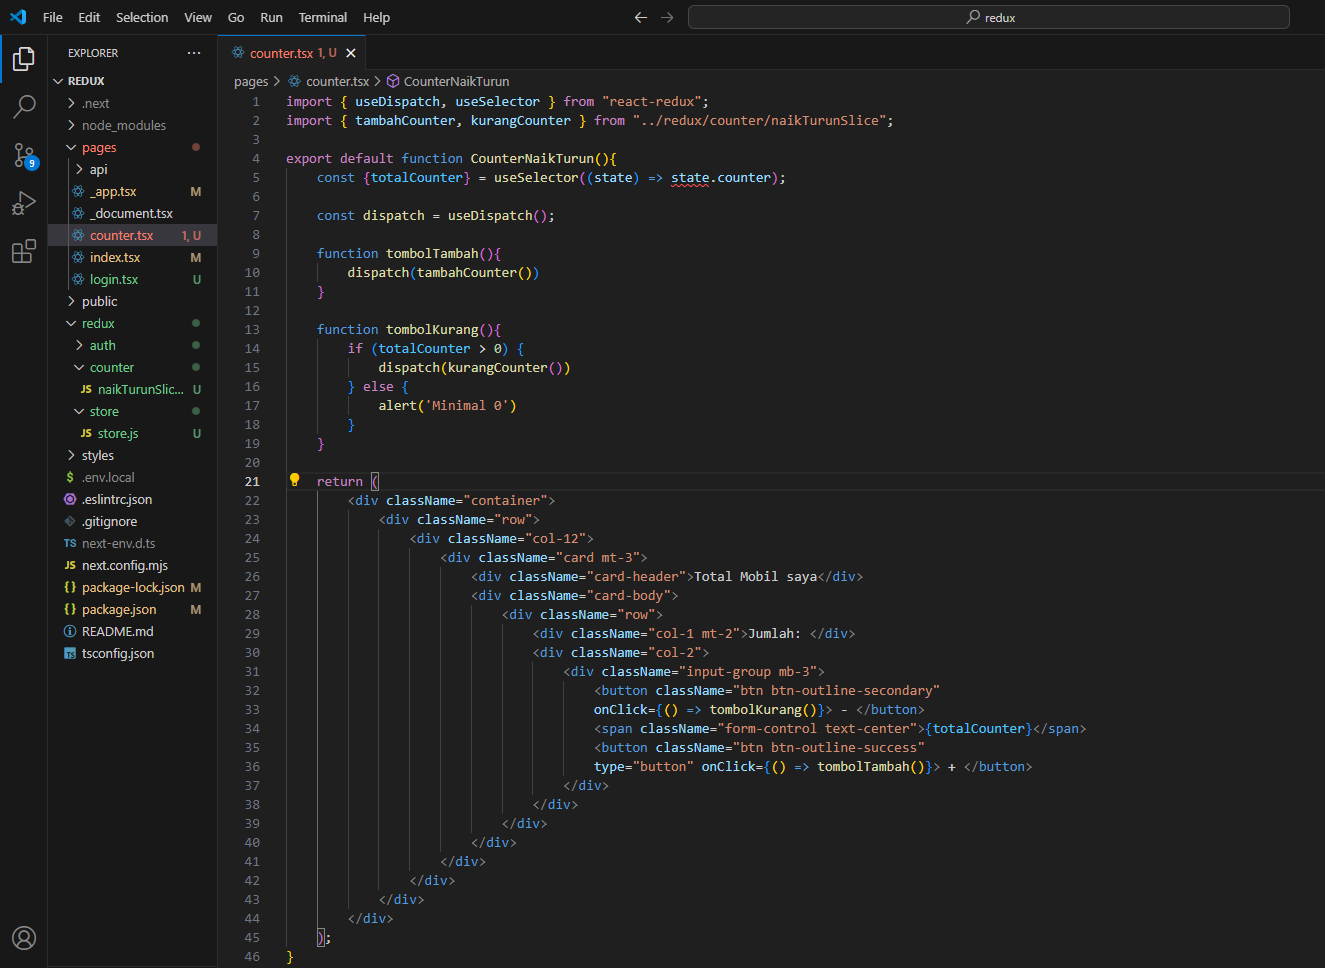 File Edit Selection View Go Run Terminal Help
redux
EXPLORER
REDUX
.next
node_modules
pages
api
_app.tsx M
_document.tsx
counter.tsx 1, U
index.tsx M
login.tsx U
public
redux
auth
counter
JS naikTurunSlic... U
store
JS store.js U
styles
$ .env.local
.eslintrc.json
.gitignore
TS next-env.d.ts
JS next.config.mjs
{} package-lock.json M
{} package.json M
README.md
TS tsconfig.json
9
counter.tsx 1, U
pages > counter.tsx > CounterNaikTurun
1 import { useDispatch, useSelector } from "react-redux";
2 import { tambahCounter, kurangCounter } from "../redux/counter/naikTurunSlice";
3
4 export default function CounterNaikTurun(){
5 const {totalCounter} = useSelector((state) => state.counter);
6
7 const dispatch = useDispatch();
8
9 function tombolTambah(){
10 dispatch(tambahCounter())
11 }
12
13 function tombolKurang(){
14 if (totalCounter > 0) {
15 dispatch(kurangCounter())
16 } else {
17 alert('Minimal 0')
18 }
19 }
20
21 return (
22 <div className="container">
23 <div className="row">
24 <div className="col-12">
25 <div className="card mt-3">
26 <div className="card-header">Total Mobil saya</div>
27 <div className="card-body">
28 <div className="row">
29 <div className="col-1 mt-2">Jumlah: </div>
30 <div className="col-2">
31 <div className="input-group mb-3">
32 <button className="btn btn-outline-secondary"
33 onClick={() => tombolKurang()}> - </button>
34 <span className="form-control text-center">{totalCounter}</span>
35 <button className="btn btn-outline-success"
36 type="button" onClick={() => tombolTambah()}> + </button>
37 </div>
38 </div>
39 </div>
40 </div>
41 </div>
42 </div>
43 </div>
44 </div>
45 );
46 }